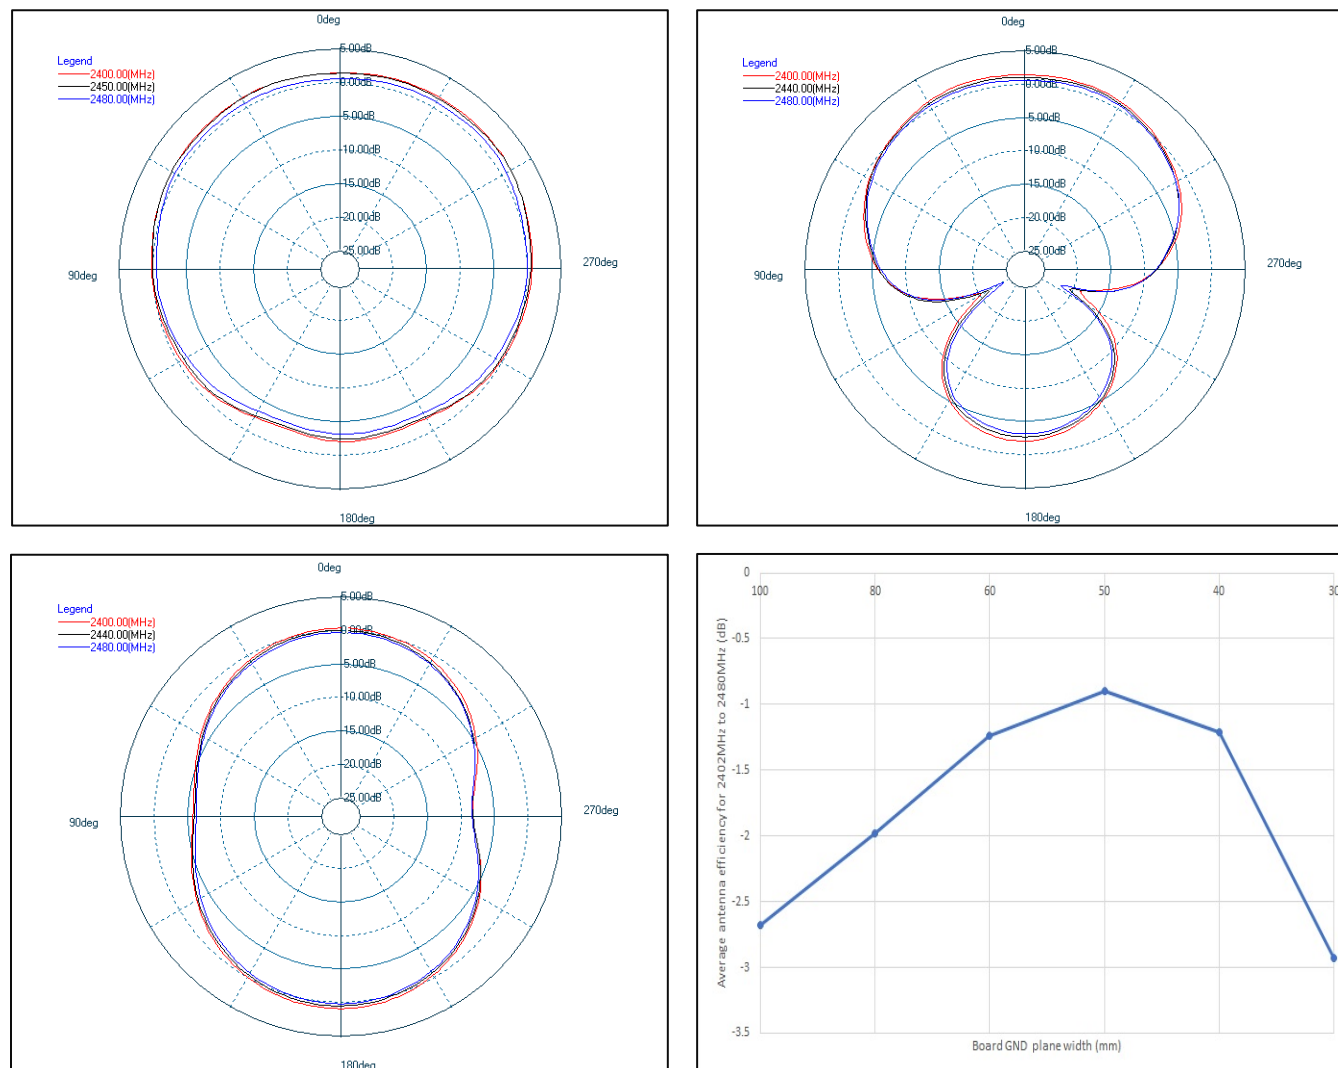 0deg
Legend
2400.00(MHz)
2450.00(MHz)
2480.00(MHz)
5.00dB
0.00dB
5.00dB
10.00dB
15.00dB
20.00dB
25.00dB
90deg
270deg
180deg
0deg
Legend
2400.00(MHz)
2440.00(MHz)
2480.00(MHz)
5.00dB
0.00dB
5.00dB
10.00dB
15.00dB
20.00dB
25.00dB
90deg
270deg
180deg
0deg
Legend
2400.00(MHz)
2440.00(MHz)
2480.00(MHz)
5.00dB
0.00dB
5.00dB
10.00dB
15.00dB
20.00dB
25.00dB
90deg
270deg
180deg
0
100 80 60 50 40 30
-0.5
-1
-1.5
-2
-2.5
-3
-3.5
Average antenna efficiency for 2402MHz to 2480MHz (dB)
Board GND plane width (mm)